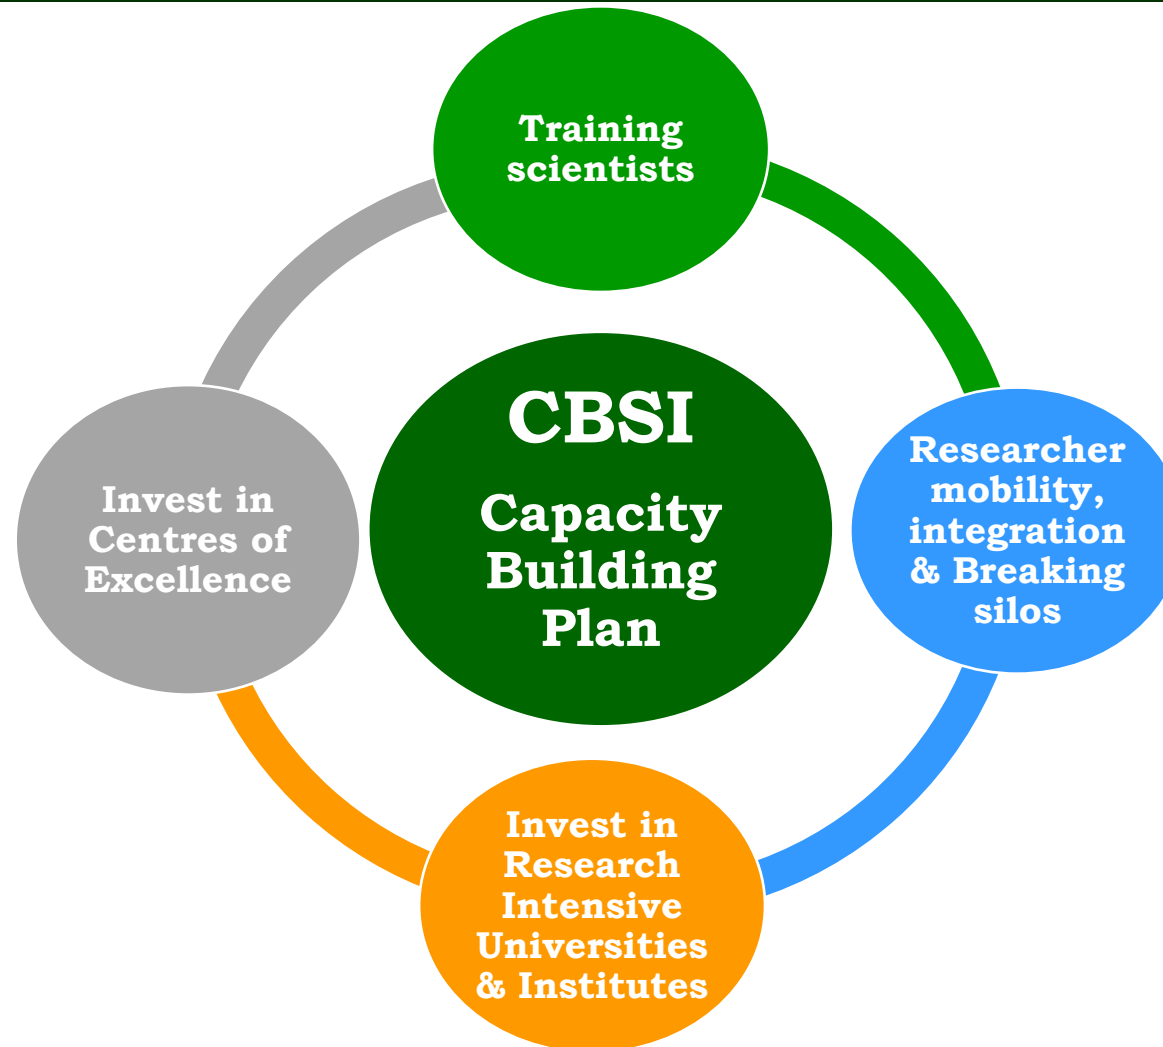 Training
scientists
CBSI
Capacity
Building
Plan
Researcher
mobility,
integration
& Breaking
silos
Invest in
Centres of
Excellence
Invest in
Research
Intensive
Universities
& Institutes